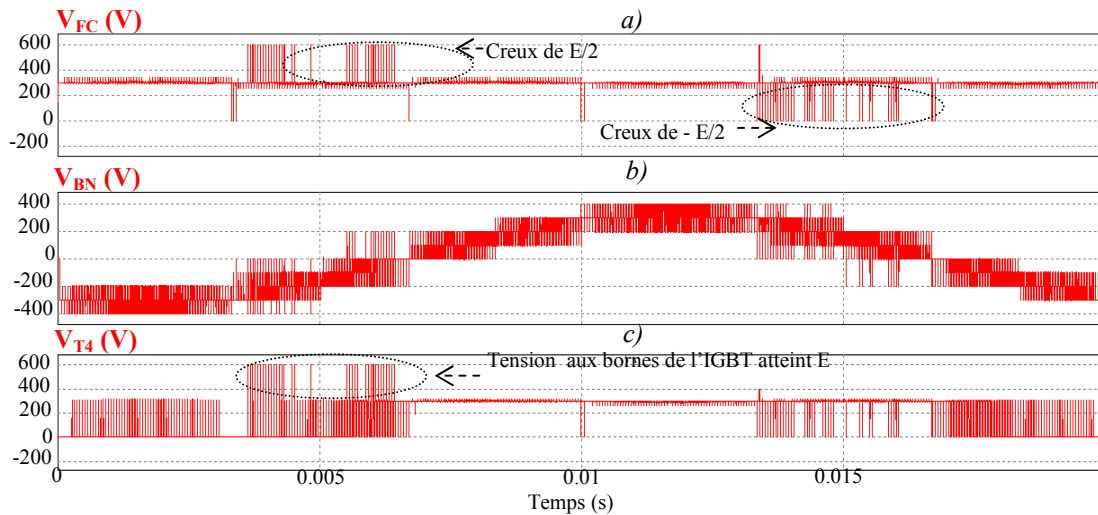 V_FC (V)
a)
600
400
200
0
-200
Creux de E/2
Creux de - E/2
V_BN (V)
b)
400
200
0
-200
-400
V_T4 (V)
c)
600
400
200
0
-200
Tension aux bornes de l'IGBT atteint E
0
0.005
0.01
0.015
Temps (s)